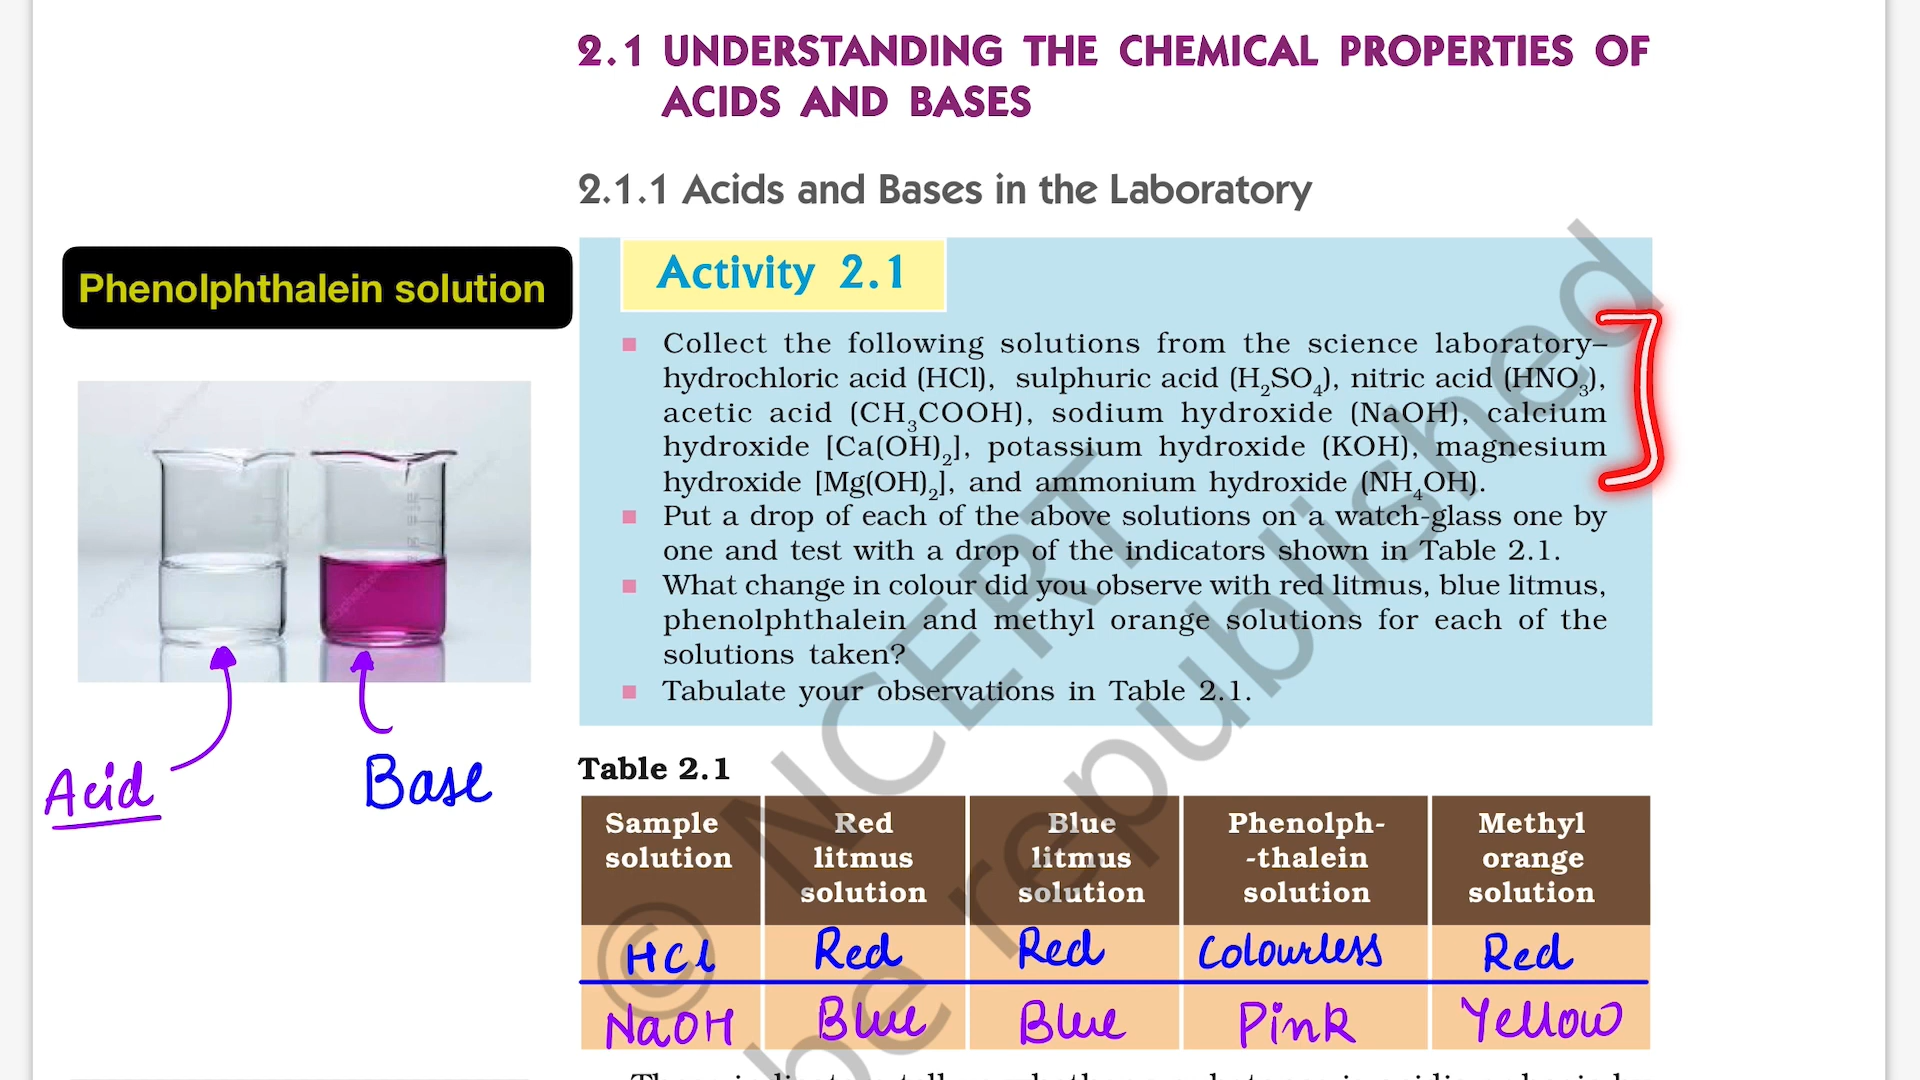 2.1 UNDERSTANDING THE CHEMICAL PROPERTIES OF
ACIDS AND BASES
2.1.1 Acids and Bases in the Laboratory
Phenolphthalein solution
Acid
Base
Activity 2.1
■ Collect the following solutions from the science laboratory–
hydrochloric acid (HCl), sulphuric acid (H₂SO₄), nitric acid (HNO₃),
acetic acid (CH₃COOH), sodium hydroxide (NaOH), calcium
hydroxide [Ca(OH)₂], potassium hydroxide (KOH), magnesium
hydroxide [Mg(OH)₂], and ammonium hydroxide (NH₄OH).
■ Put a drop of each of the above solutions on a watch-glass one by
one and test with a drop of the indicators shown in Table 2.1.
■ What change in colour did you observe with red litmus, blue litmus,
phenolphthalein and methyl orange solutions for each of the
solutions taken?
■ Tabulate your observations in Table 2.1.
Table 2.1
Sample solution
Red litmus solution
Blue litmus solution
Phenolph- -thalein solution
Methyl orange solution
HCl Red Red Colourless Red
NaOH Blue Blue Pink Yellow
© NCERT
be republished